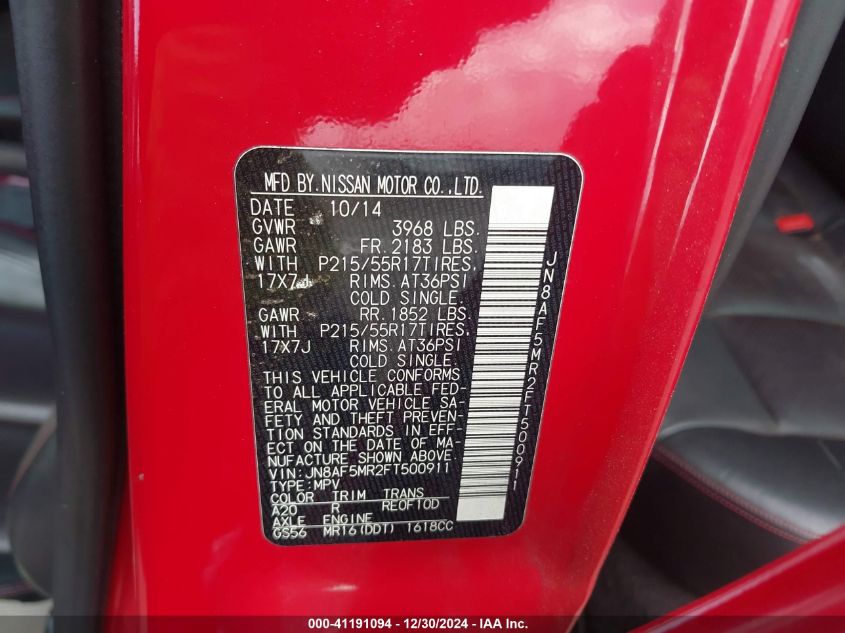 MFD BY.NISSAN MOTOR CO.,LTD.
DATE 10/14
GVWR 3968 LBS.
GAWR FR.2183 LBS.
WITH P215/55R17TIRES,
17X7J RIMS.AT36PSI
COLD SINGLE.
GAWR RR.1852 LBS.
WITH P215/55R17TIRES,
17X7J RIMS.AT36PSI
COLD SINGLE.
THIS VEHICLE CONFORMS
TO ALL APPLICABLE FED-
ERAL MOTOR VEHICLE SA-
FETY AND THEFT PREVEN-
TION STANDARDS IN EFF-
ECT ON THE DATE OF MA-
NUFACTURE SHOWN ABOVE.
VIN:JN8AF5MR2FT500911
TYPE:MPV
COLOR TRIM TRANS
A20 R RE0F10D
AXLE ENGINE
GS56 MR16(DDT) 1618CC
JN8AF5MR2FT500911
000-41191094 - 12/30/2024 - IAA Inc.